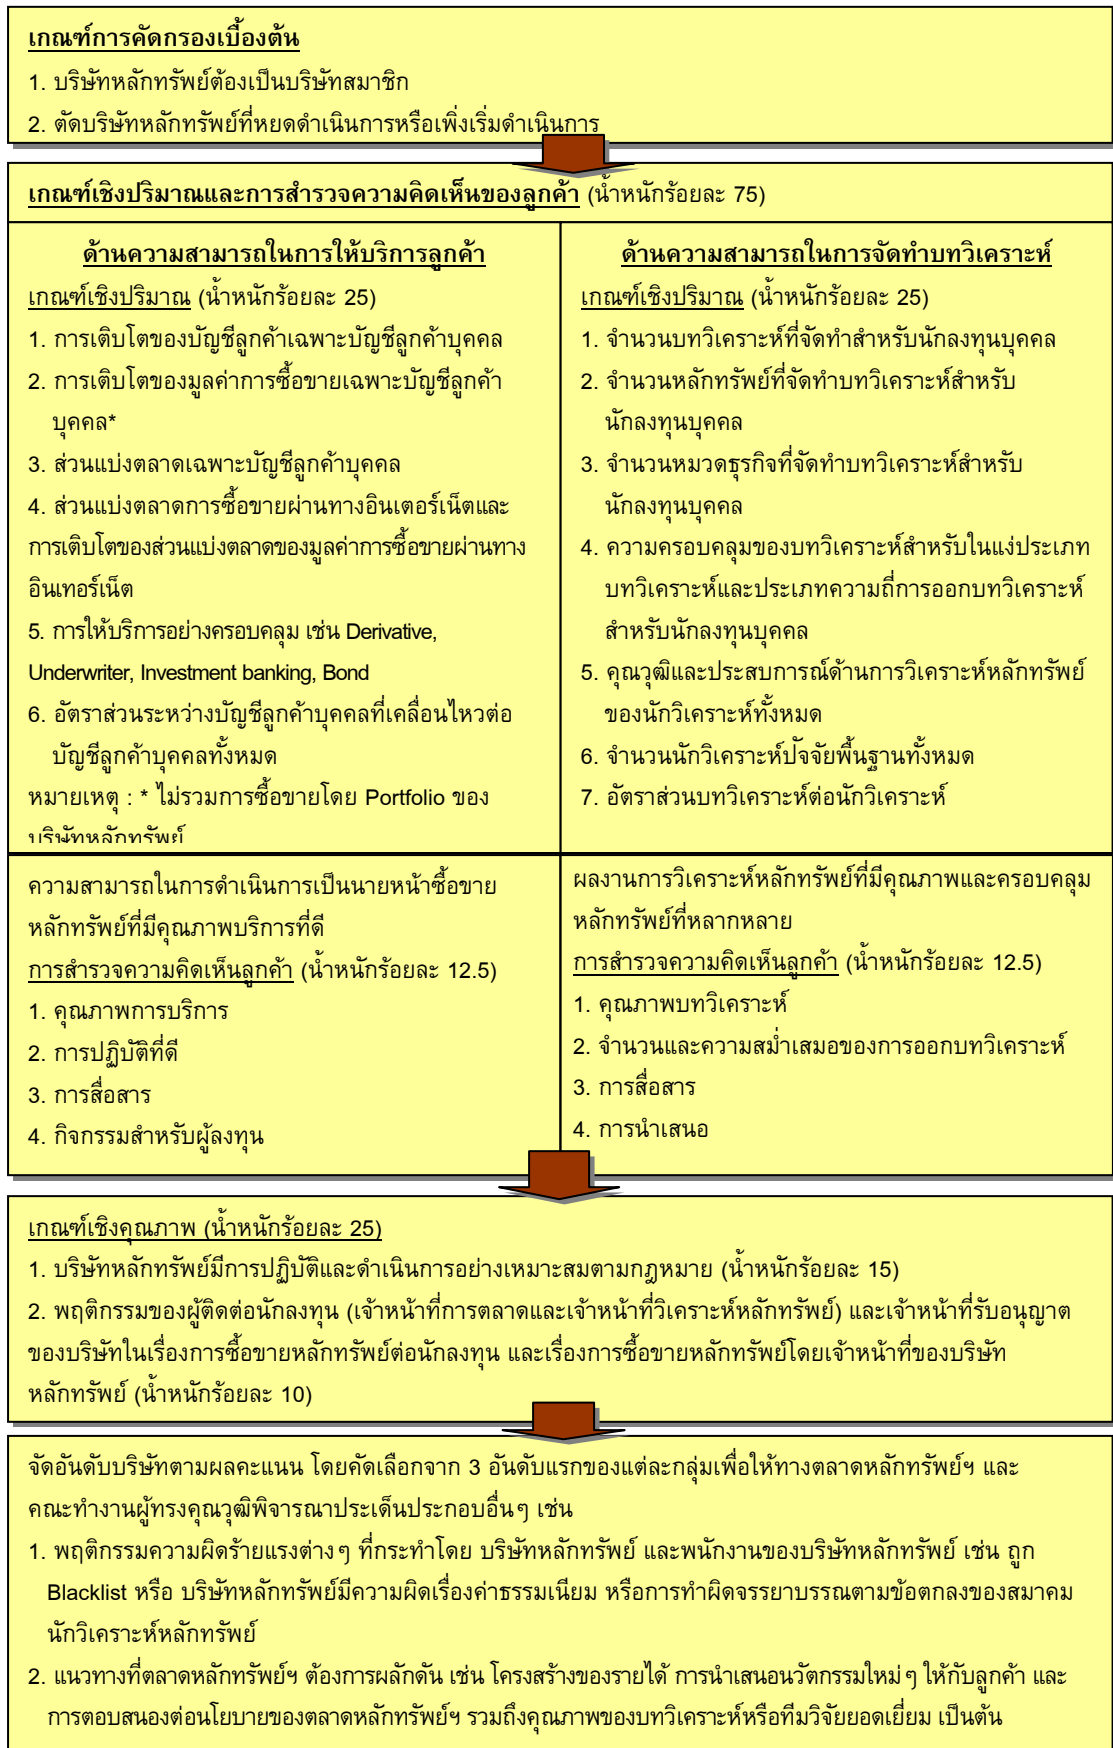 เกณฑ์การคัดกรองเบื้องต้น
1. บริษัทหลักทรัพย์ต้องเป็นบริษัทสมาชิก
2. ตัดบริษัทหลักทรัพย์ที่หยุดดำเนินการหรือเพิ่งเริ่มดำเนินการ
เกณฑ์เชิงปริมาณและการสำรวจความคิดเห็นของลูกค้า (น้ำหนักร้อยละ 75)
ด้านความสามารถในการให้บริการลูกค้า
เกณฑ์เชิงปริมาณ (น้ำหนักร้อยละ 25)
1. การเติบโตของบัญชีลูกค้าเฉพาะบัญชีลูกค้าบุคคล
2. การเติบโตของมูลค่าการซื้อขายเฉพาะบัญชีลูกค้า
บุคคล*
3. ส่วนแบ่งตลาดเฉพาะบัญชีลูกค้าบุคคล
4. ส่วนแบ่งตลาดการซื้อขายผ่านทางอินเตอร์เน็ตและ
การเติบโตของส่วนแบ่งตลาดของมูลค่าการซื้อขายผ่านทาง
อินเทอร์เน็ต
5. การให้บริการอย่างครอบคลุม เช่น Derivative,
Underwriter, Investment banking, Bond
6. อัตราส่วนระหว่างบัญชีลูกค้าบุคคลที่เคลื่อนไหวต่อ
บัญชีลูกค้าบุคคลทั้งหมด
หมายเหตุ : * ไม่รวมการซื้อขายโดย Portfolio ของ
บริษัทหลักทรัพย์
ด้านความสามารถในการจัดทำบทวิเคราะห์
เกณฑ์เชิงปริมาณ (น้ำหนักร้อยละ 25)
1. จำนวนบทวิเคราะห์ที่จัดทำสำหรับนักลงทุนบุคคล
2. จำนวนหลักทรัพย์ที่จัดทำบทวิเคราะห์สำหรับ
นักลงทุนบุคคล
3. จำนวนหมวดธุรกิจที่จัดทำบทวิเคราะห์สำหรับ
นักลงทุนบุคคล
4. ความครอบคลุมของบทวิเคราะห์สำหรับในแง่ประเภท
บทวิเคราะห์และประเภทความถี่การออกบทวิเคราะห์
สำหรับนักลงทุนบุคคล
5. คุณวุฒิและประสบการณ์ด้านการวิเคราะห์หลักทรัพย์
ของนักวิเคราะห์ทั้งหมด
6. จำนวนนักวิเคราะห์ปัจจัยพื้นฐานทั้งหมด
7. อัตราส่วนบทวิเคราะห์ต่อนักวิเคราะห์
ความสามารถในการดำเนินการเป็นนายหน้าซื้อขาย
หลักทรัพย์ที่มีคุณภาพบริการที่ดี
การสำรวจความคิดเห็นลูกค้า (น้ำหนักร้อยละ 12.5)
1. คุณภาพการบริการ
2. การปฏิบัติที่ดี
3. การสื่อสาร
4. กิจกรรมสำหรับผู้ลงทุน
ผลงานการวิเคราะห์หลักทรัพย์ที่มีคุณภาพและครอบคลุม
หลักทรัพย์ที่หลากหลาย
การสำรวจความคิดเห็นลูกค้า (น้ำหนักร้อยละ 12.5)
1. คุณภาพบทวิเคราะห์
2. จำนวนและความสม่ำเสมอของการออกบทวิเคราะห์
3. การสื่อสาร
4. การนำเสนอ
เกณฑ์เชิงคุณภาพ (น้ำหนักร้อยละ 25)
1. บริษัทหลักทรัพย์มีการปฏิบัติและดำเนินการอย่างเหมาะสมตามกฎหมาย (น้ำหนักร้อยละ 15)
2. พฤติกรรมของผู้ติดต่อนักลงทุน (เจ้าหน้าที่การตลาดและเจ้าหน้าที่วิเคราะห์หลักทรัพย์) และเจ้าหน้าที่รับอนุญาต
ของบริษัทในเรื่องการซื้อขายหลักทรัพย์ต่อนักลงทุน และเรื่องการซื้อขายหลักทรัพย์โดยเจ้าหน้าที่ของบริษัท
หลักทรัพย์ (น้ำหนักร้อยละ 10)
จัดอันดับบริษัทตามผลคะแนน โดยคัดเลือกจาก 3 อันดับแรกของแต่ละกลุ่มเพื่อให้ทางตลาดหลักทรัพย์ฯ และ
คณะทำงานผู้ทรงคุณวุฒิพิจารณาประเด็นประกอบอื่นๆ เช่น
1. พฤติกรรมความผิดร้ายแรงต่างๆ ที่กระทำโดย บริษัทหลักทรัพย์ และพนักงานของบริษัทหลักทรัพย์ เช่น ถูก
Blacklist หรือ บริษัทหลักทรัพย์มีความผิดเรื่องค่าธรรมเนียม หรือการทำผิดจรรยาบรรณตามข้อตกลงของสมาคม
นักวิเคราะห์หลักทรัพย์
2. แนวทางที่ตลาดหลักทรัพย์ฯ ต้องการผลักดัน เช่น โครงสร้างของรายได้ การนำเสนอนวัตกรรมใหม่ๆ ให้กับลูกค้า และ
การตอบสนองต่อนโยบายของตลาดหลักทรัพย์ฯ รวมถึงคุณภาพของบทวิเคราะห์หรือทีมวิจัยยอดเยี่ยม เป็นต้น